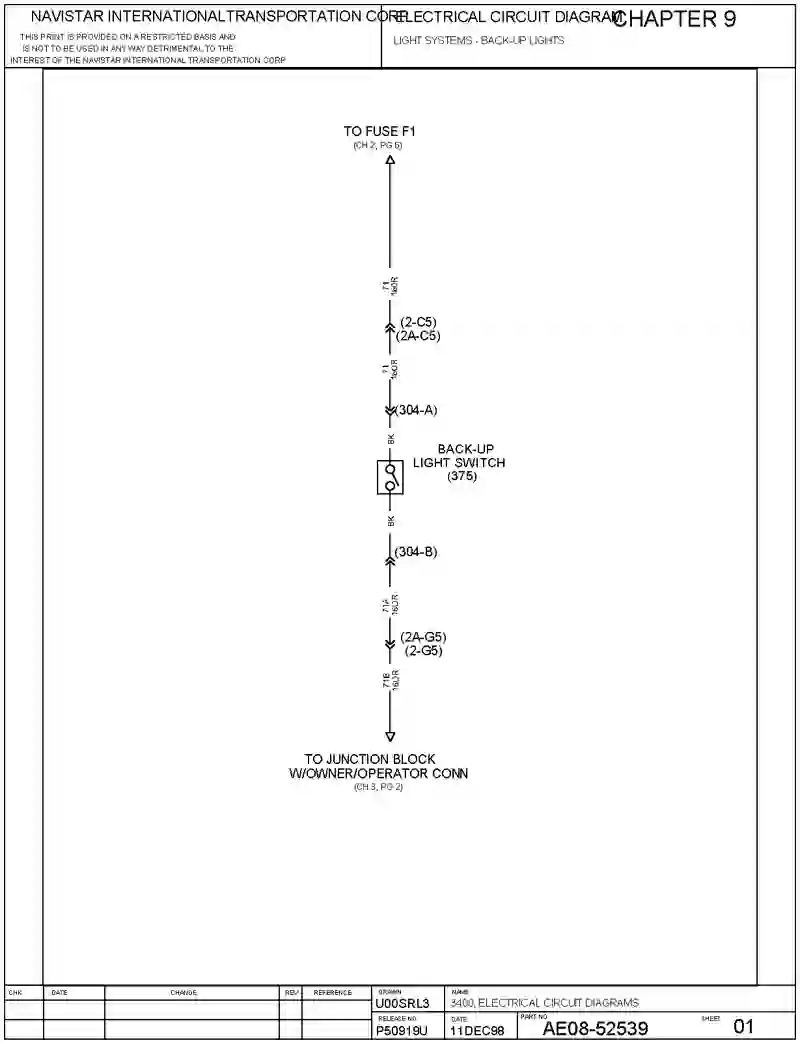 NAVISTAR INTERNATIONAL TRANSPORTATION CORP.
THIS PRINT IS PROVIDED ON A RESTRICTED BASIS AND
IS NOT TO BE USED IN ANY WAY DETRIMENTAL TO THE
INTEREST OF THE NAVISTAR INTERNATIONAL TRANSPORTATION CORP
ELECTRICAL CIRCUIT DIAGRAM
CHAPTER 9
LIGHT SYSTEMS - BACK-UP LIGHTS
TO FUSE F1
(CH 2, PG 6)
71
16OR
(2-C5)
(2A-C5)
71
16OR
(304-A)
BK
BACK-UP
LIGHT SWITCH
(375)
BK
(304-B)
71A
16OR
(2A-G5)
(2-G5)
71B
16OR
TO JUNCTION BLOCK
W/OWNER/OPERATOR CONN
(CH 3, PG 2)
CHK
DATE
CHANGE
REV
REFERENCE
DRAWN
U00SRL3
NAME
3400, ELECTRICAL CIRCUIT DIAGRAMS
RELEASE NO.
P50919U
DATE
11DEC98
PART NO
AE08-52539
SHEET
01